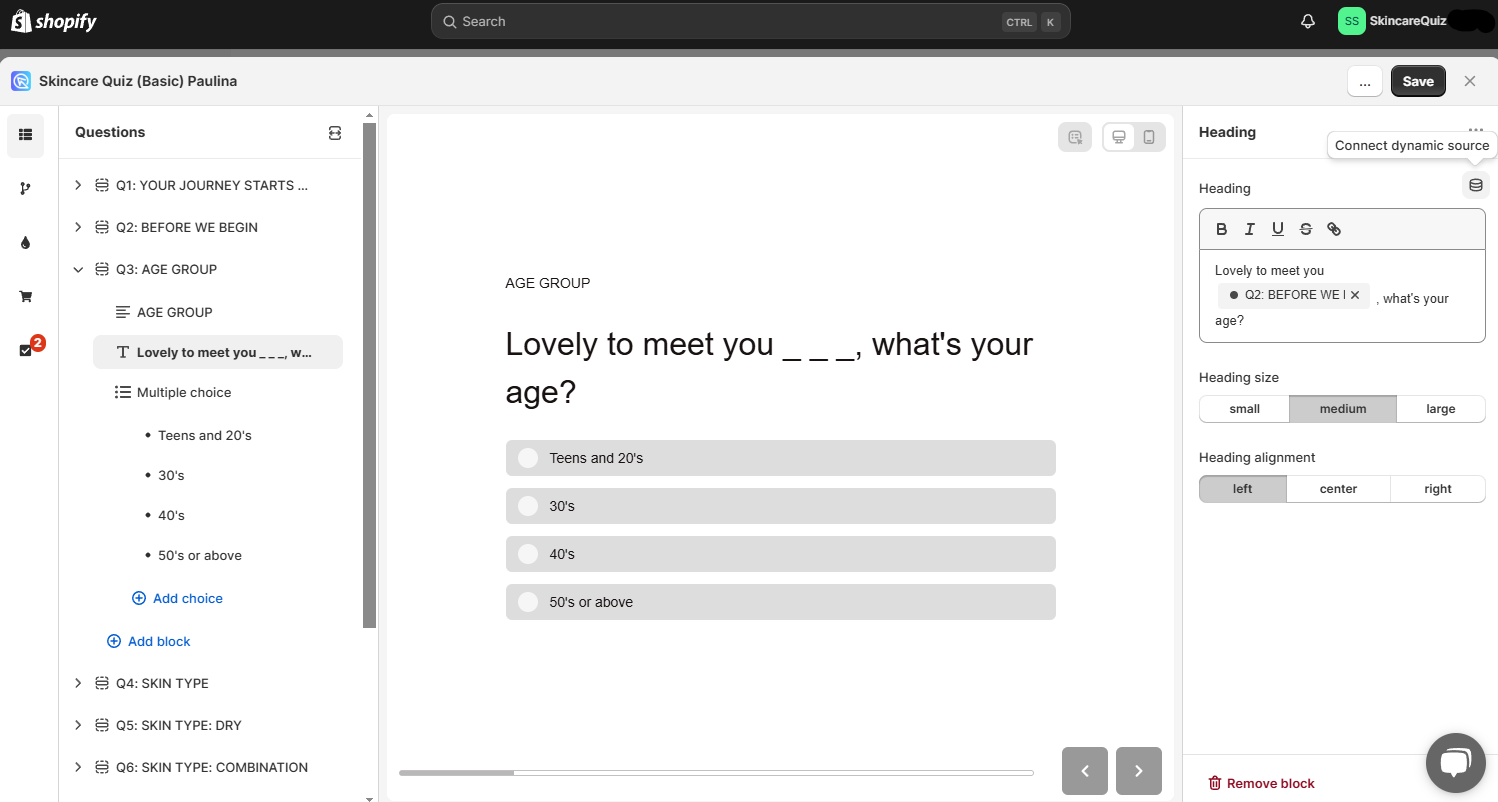 shopify
Search
CTRL K
SS
SkincareQuiz
Skincare Quiz (Basic) Paulina
...
Save
Questions
Q1: YOUR JOURNEY STARTS ...
Q2: BEFORE WE BEGIN
Q3: AGE GROUP
AGE GROUP
Lovely to meet you _ _ _, w...
Multiple choice
Teens and 20's
30's
40's
50's or above
Add choice
Add block
Q4: SKIN TYPE
Q5: SKIN TYPE: DRY
Q6: SKIN TYPE: COMBINATION
2
AGE GROUP
Lovely to meet you _ _ _, what's your
age?
Teens and 20's
30's
40's
50's or above
Heading
Connect dynamic source
Heading
B I U S
Lovely to meet you
Q2: BEFORE WE , what's your
age?
Heading size
small medium large
Heading alignment
left center right
Remove block